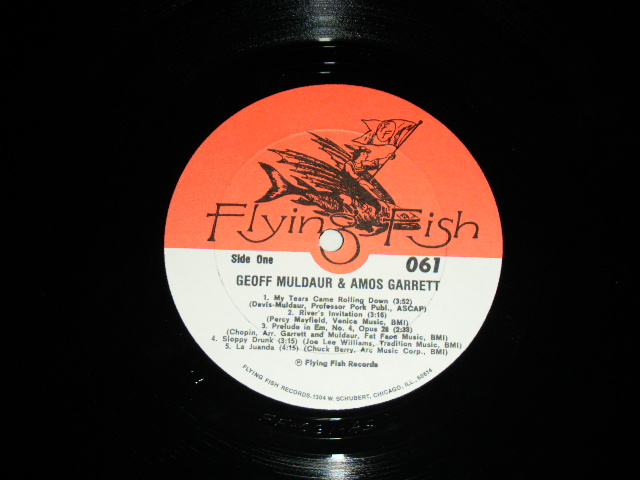 Flying Fish
Side One
061
GEOFF MULDAUR & AMOS GARRETT
1. My Tears Came Rolling Down (3:52)
(Davis-Muldaur, Professor Pork Publ., ASCAP)
2. River's Invitation (3:16)
(Percy Mayfield, Venice Music, BMI)
3. Prelude in Em, No. 4, Opus 28 (2:33)
(Chopin, Arr. Garrett and Muldaur, Fat Face Music, BMI)
4. Sloppy Drunk (3:15) (Joe Lee Williams, Tradition Music, BMI)
5. La Juanda (4:15) (Chuck Berry, Arc Music Corp., BMI)
℗ Flying Fish Records
FLYING FISH RECORDS, 1304 W. SCHUBERT, CHICAGO, ILL. 60614